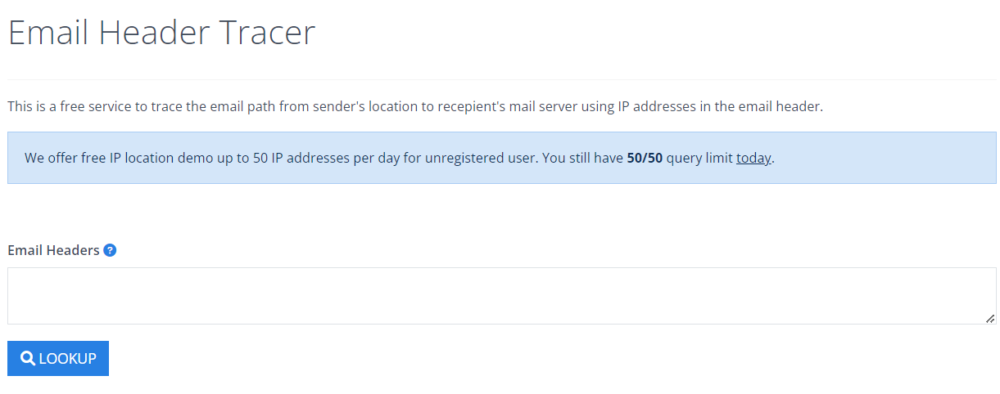 Email Header Tracer
This is a free service to trace the email path from sender's location to recepient's mail server using IP addresses in the email header.
We offer free IP location demo up to 50 IP addresses per day for unregistered user. You still have 50/50 query limit today.
Email Headers ?
LOOKUP